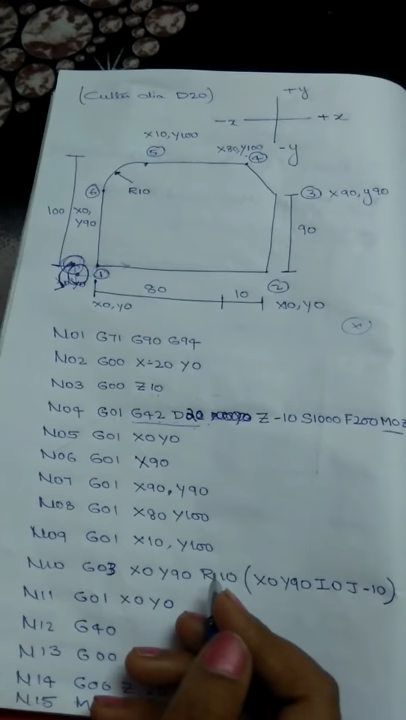 (Cutter dia D20)
+y
-x
+x
-y
X10,Y100
X80,Y100
5
4
R10
6
3 X90,y90
100
X0,
Y90
90
1
80
10
2
X0,Y0
X90,Y0
N01 G71 G90 G94
N02 G00 X-20 Y0
N03 G00 Z10
N04 G01 G42 D20 Z-10 S1000 F200 M03
N05 G01 X0Y0
N06 G01 X90
N07 G01 X90,Y90
N08 G01 X80 Y100
N09 G01 X10,Y100
N10 G03 X0Y90 R10 (X0Y90I0J-10)
N11 G01 X0Y0
N12 G40
N13 G00
N14 G00 Z
N15 M